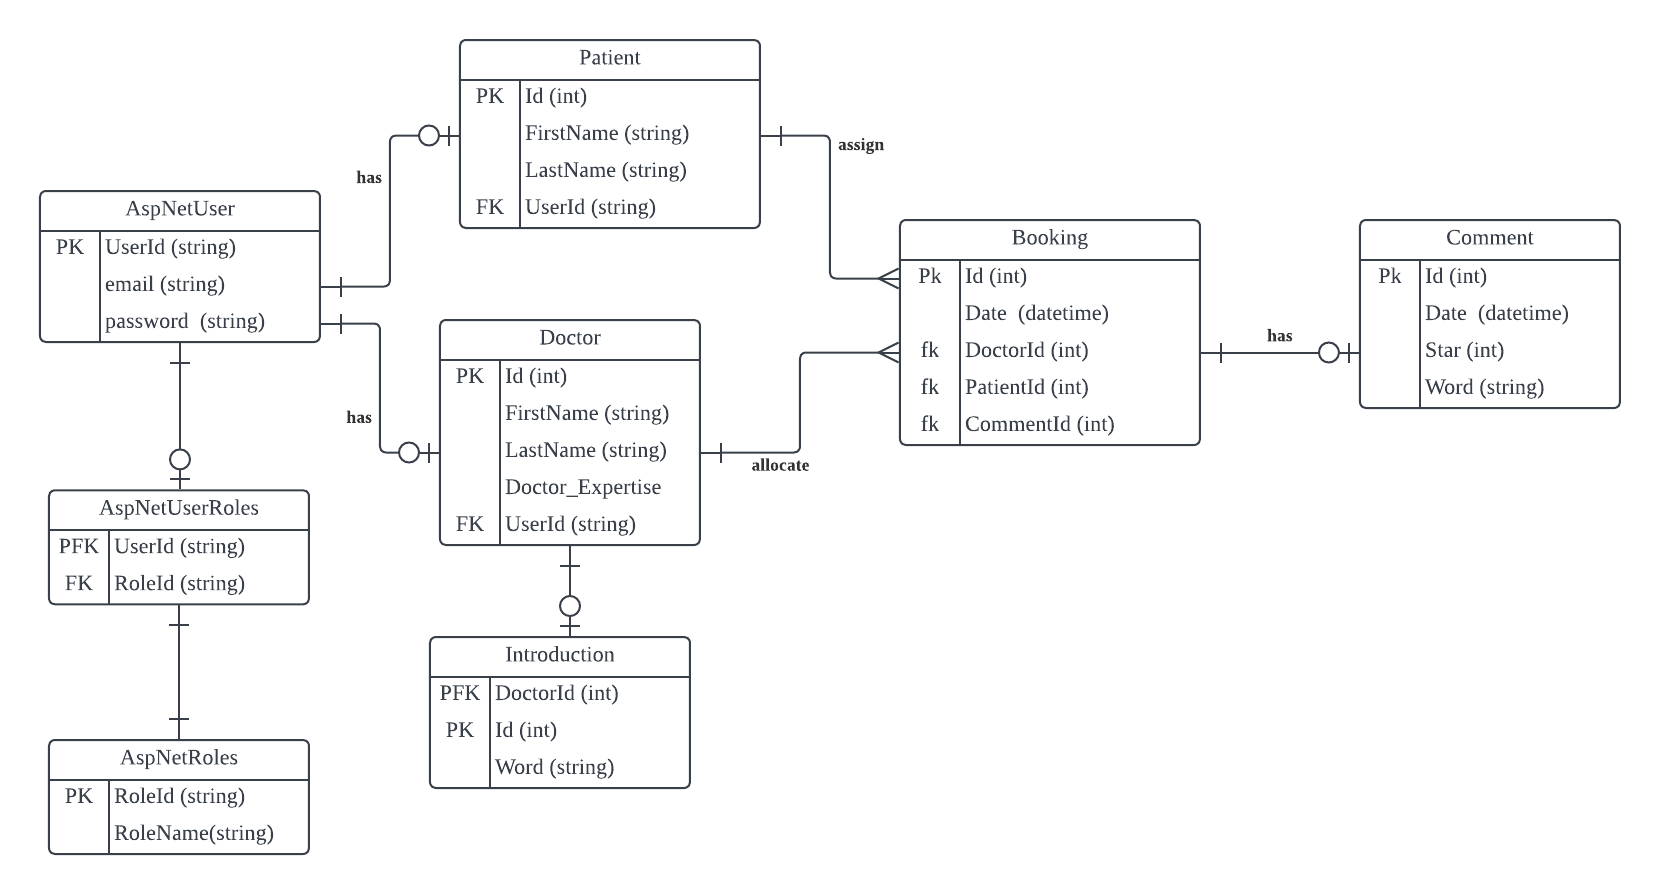 Patient
PK Id (int)
FirstName (string)
LastName (string)
FK UserId (string)
has
assign
AspNetUser
PK UserId (string)
email (string)
password  (string)
Booking
Pk Id (int)
Date  (datetime)
fk DoctorId (int)
fk PatientId (int)
fk CommentId (int)
has
Comment
Pk Id (int)
Date  (datetime)
Star (int)
Word (string)
has
Doctor
PK Id (int)
FirstName (string)
LastName (string)
Doctor_Expertise
FK UserId (string)
allocate
AspNetUserRoles
PFK UserId (string)
FK RoleId (string)
Introduction
PFK DoctorId (int)
PK Id (int)
Word (string)
AspNetRoles
PK RoleId (string)
RoleName(string)